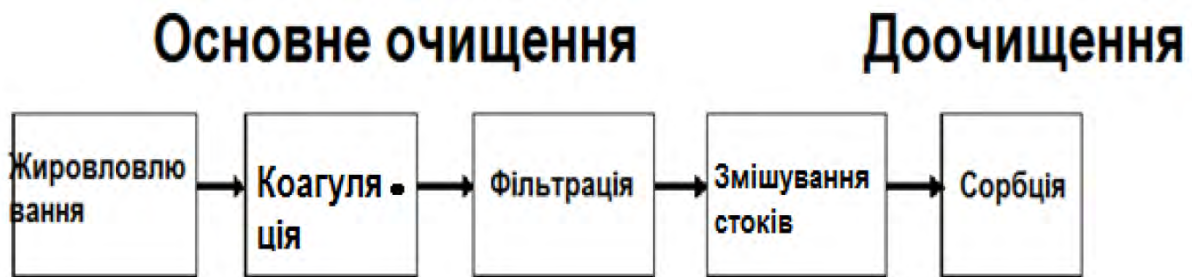 Основне очищення Доочищення
Жировловлю
вання
Коагуля
ція
Фільтрація
Змішування
стоків
Сорбція